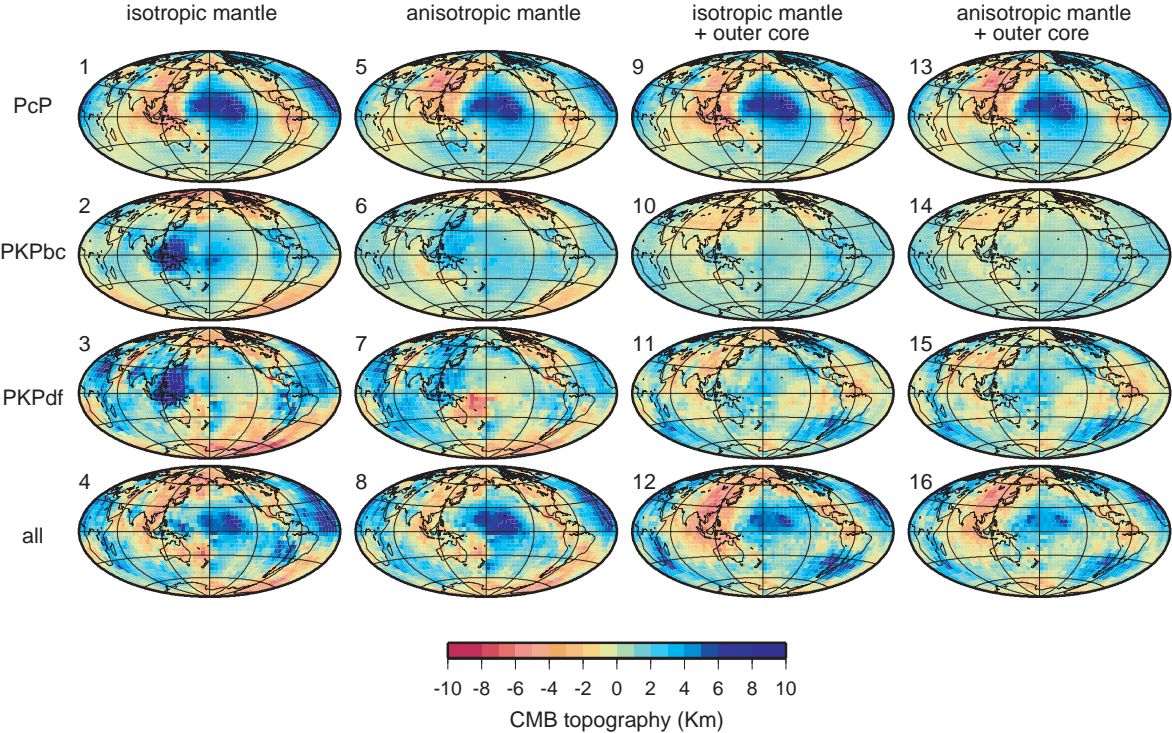 isotropic mantle
anisotropic mantle
isotropic mantle
+ outer core
anisotropic mantle
+ outer core
PcP
1
5
9
13
PKPbc
2
6
10
14
PKPdf
3
7
11
15
all
4
8
12
16
-10 -8 -6 -4 -2 0 2 4 6 8 10
CMB topography (Km)